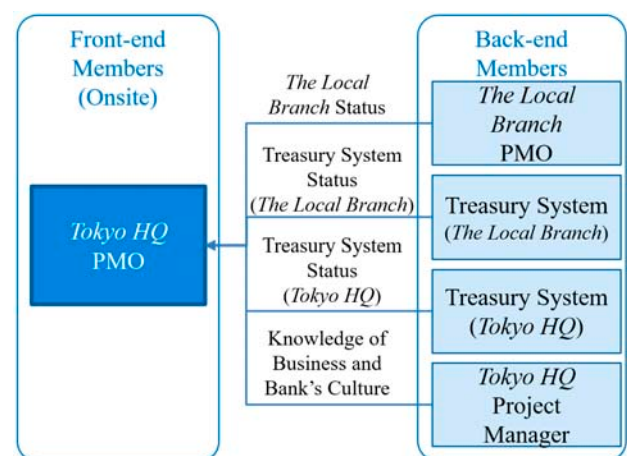 Front-end
Members
(Onsite)
Tokyo HQ
PMO
The Local
Branch Status
Treasury System
Status
(The Local Branch)
Treasury System
Status
(Tokyo HQ)
Knowledge of
Business and
Bank's Culture
Back-end
Members
The Local
Branch
PMO
Treasury System
(The Local Branch)
Treasury System
(Tokyo HQ)
Tokyo HQ
Project
Manager